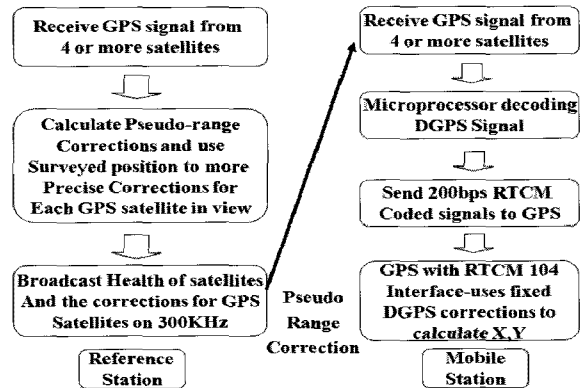 Receive GPS signal from
4 or more satellites
Calculate Pseudo-range
Corrections and use
Surveyed position to more
Precise Corrections for
Each GPS satellite in view
Broadcast Health of satellites
And the corrections for GPS
Satellites on 300KHz
Reference
Station
Pseudo
Range
Correction
Receive GPS signal from
4 or more satellites
Microprocessor decoding
DGPS Signal
Send 200bps RTCM
Coded signals to GPS
GPS with RTCM 104
Interface-uses fixed
DGPS corrections to
calculate X,Y
Mobile
Station